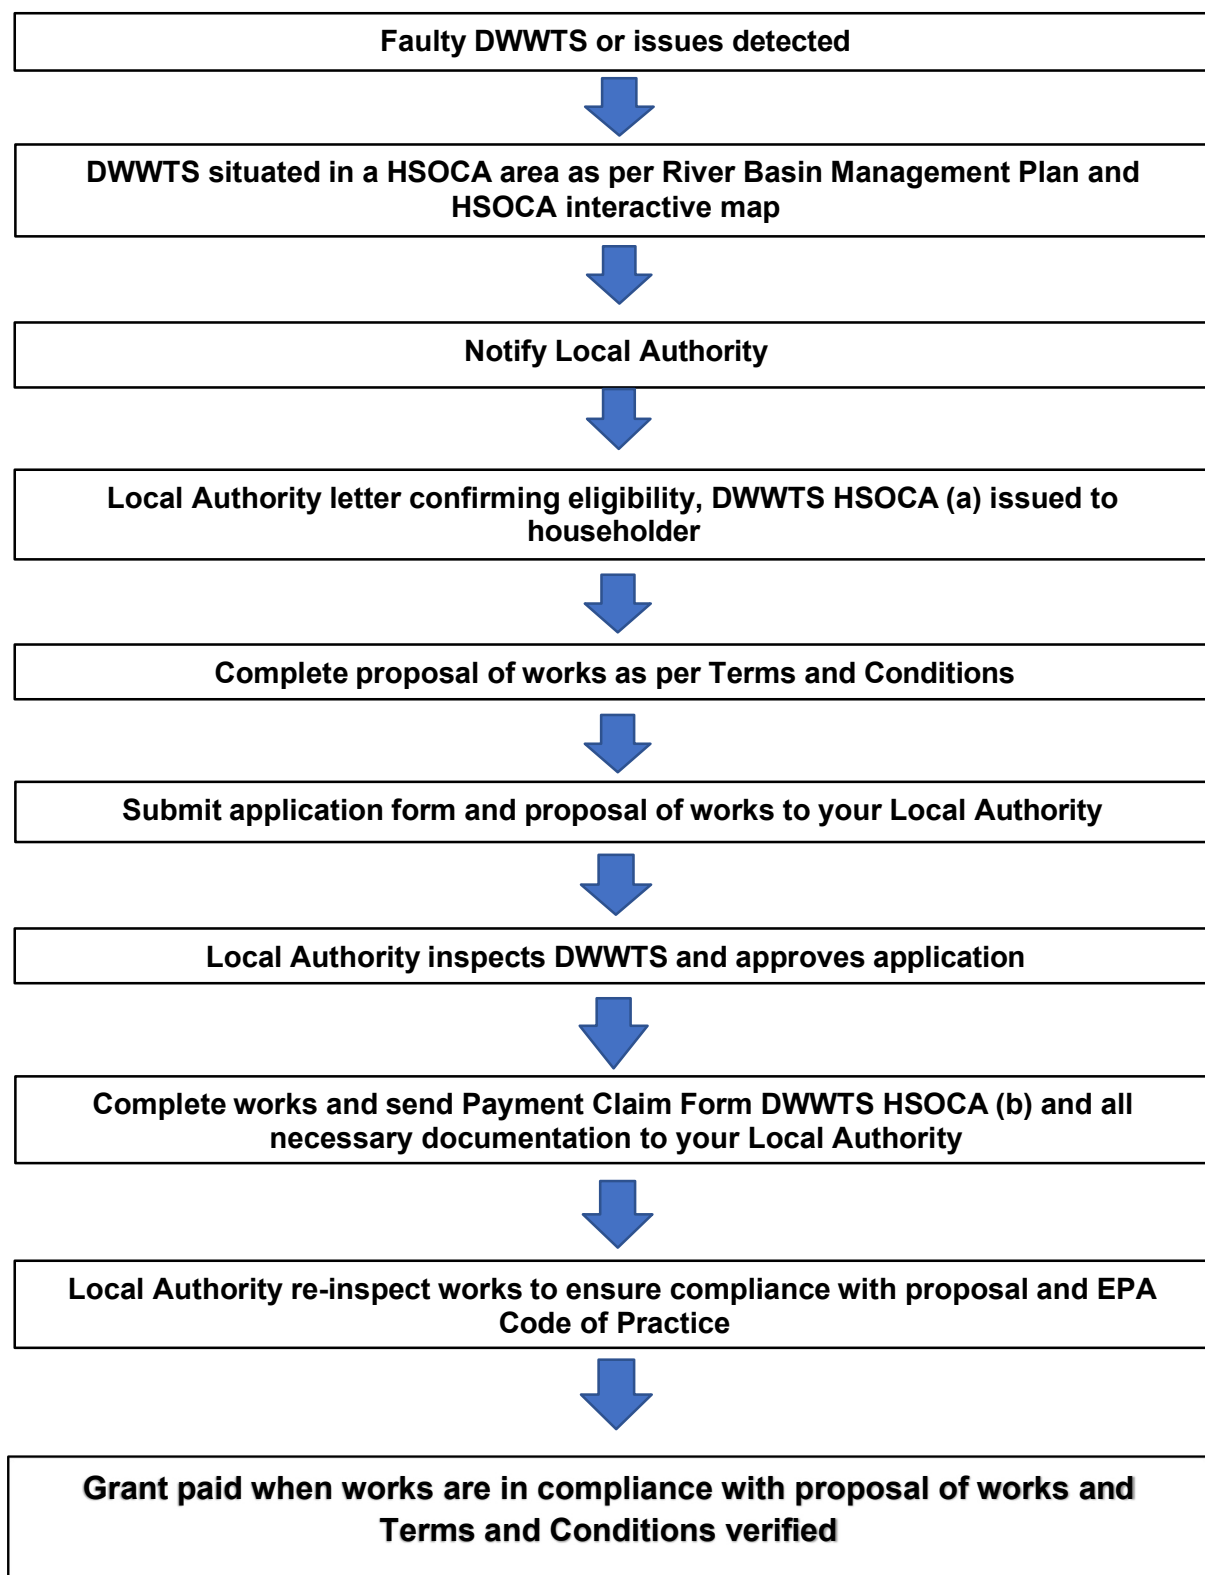 Faulty DWWTS or issues detected
DWWTS situated in a HSOCA area as per River Basin Management Plan and
HSOCA interactive map
Notify Local Authority
Local Authority letter confirming eligibility, DWWTS HSOCA (a) issued to
householder
Complete proposal of works as per Terms and Conditions
Submit application form and proposal of works to your Local Authority
Local Authority inspects DWWTS and approves application
Complete works and send Payment Claim Form DWWTS HSOCA (b) and all
necessary documentation to your Local Authority
Local Authority re-inspect works to ensure compliance with proposal and EPA
Code of Practice
Grant paid when works are in compliance with proposal of works and
Terms and Conditions verified